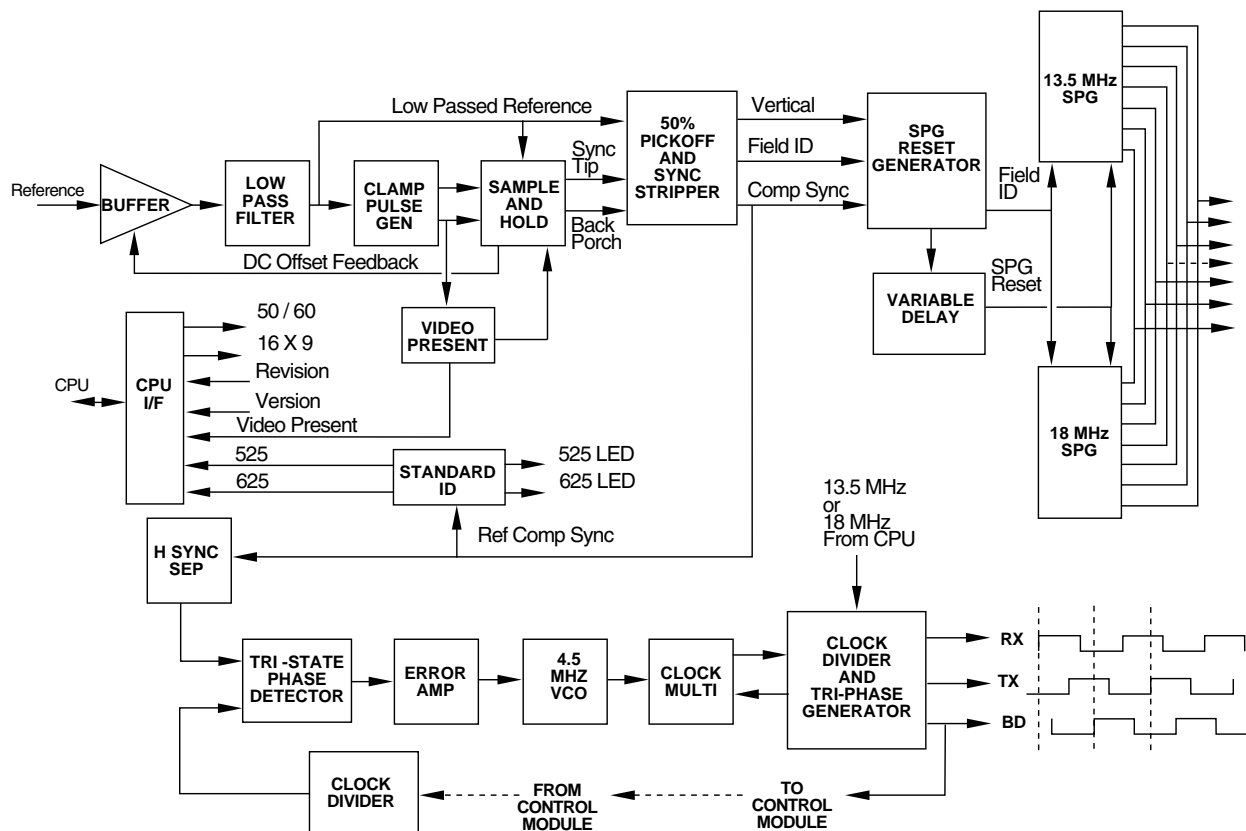 13.5 MHz
SPG
Low Passed Reference
Vertical
50%
PICKOFF
AND
SYNC
STRIPPER
SPG
RESET
GENERATOR
Sync
Tip
Field ID
Field
ID
Reference
BUFFER
LOW
PASS
FILTER
CLAMP
PULSE
GEN
SAMPLE
AND
HOLD
Comp Sync
Back
Porch
DC Offset Feedback
SPG
Reset
VARIABLE
DELAY
50 / 60
16 X 9
VIDEO
PRESENT
Revision
CPU
CPU
I/F
Version
Video Present
18 MHz
SPG
525
625
STANDARD
ID
525 LED
625 LED
13.5 MHz
or
18 MHz
From CPU
Ref Comp Sync
H SYNC
SEP
TRI -STATE
PHASE
DETECTOR
ERROR
AMP
4.5
MHZ
VCO
CLOCK
MULTI
CLOCK
DIVIDER
AND
TRI-PHASE
GENERATOR
RX
TX
BD
CLOCK
DIVIDER
FROM
CONTROL
MODULE
TO
CONTROL
MODULE